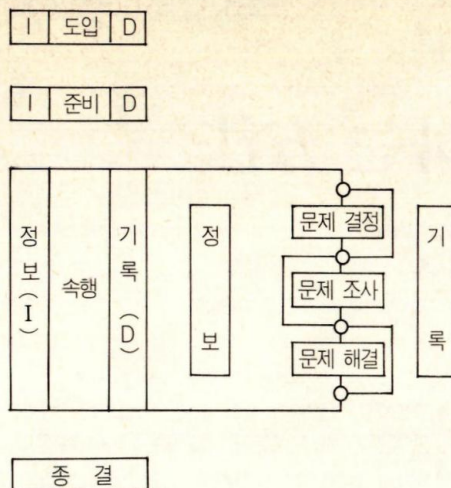 I 도입 D
I 준비 D
정보(I)
속행
기록(D)
정보
문제 결정
문제 조사
문제 해결
기록
종결